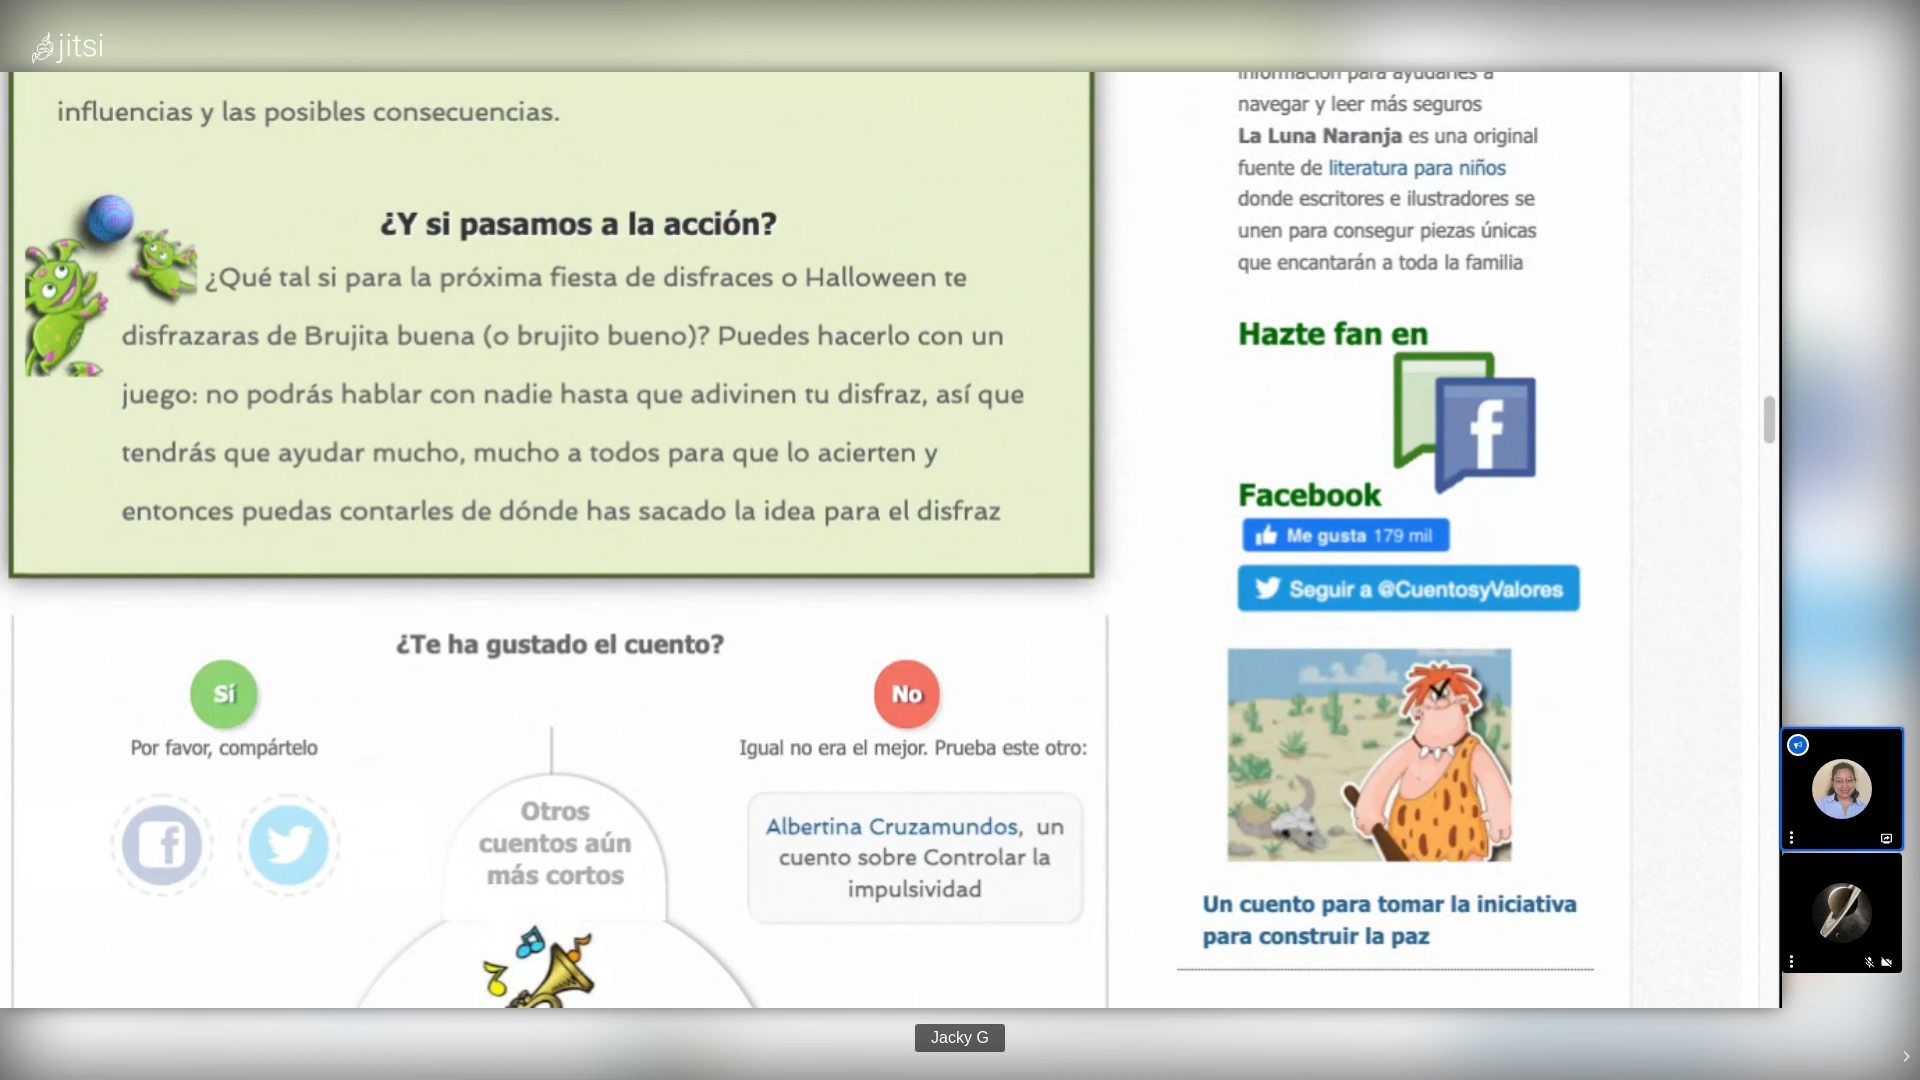 jitsi
influencias y las posibles consecuencias.
¿Y si pasamos a la acción?
¿Qué tal si para la próxima fiesta de disfraces o Halloween te
disfrazaras de Brujita buena (o brujito bueno)? Puedes hacerlo con un
juego: no podrás hablar con nadie hasta que adivinen tu disfraz, así que
tendrás que ayudar mucho, mucho a todos para que lo acierten y
entonces puedas contarles de dónde has sacado la idea para el disfraz
¿Te ha gustado el cuento?
Sí
Por favor, compártelo
Otros
cuentos aún
más cortos
No
Igual no era el mejor. Prueba este otro:
Albertina Cruzamundos, un
cuento sobre Controlar la
impulsividad
información para ayudarles a
navegar y leer más seguros
La Luna Naranja es una original
fuente de literatura para niños
donde escritores e ilustradores se
unen para consegur piezas únicas
que encantarán a toda la familia
Hazte fan en
Facebook
Me gusta 179 mil
Seguir a @CuentosyValores
Un cuento para tomar la iniciativa
para construir la paz
Jacky G